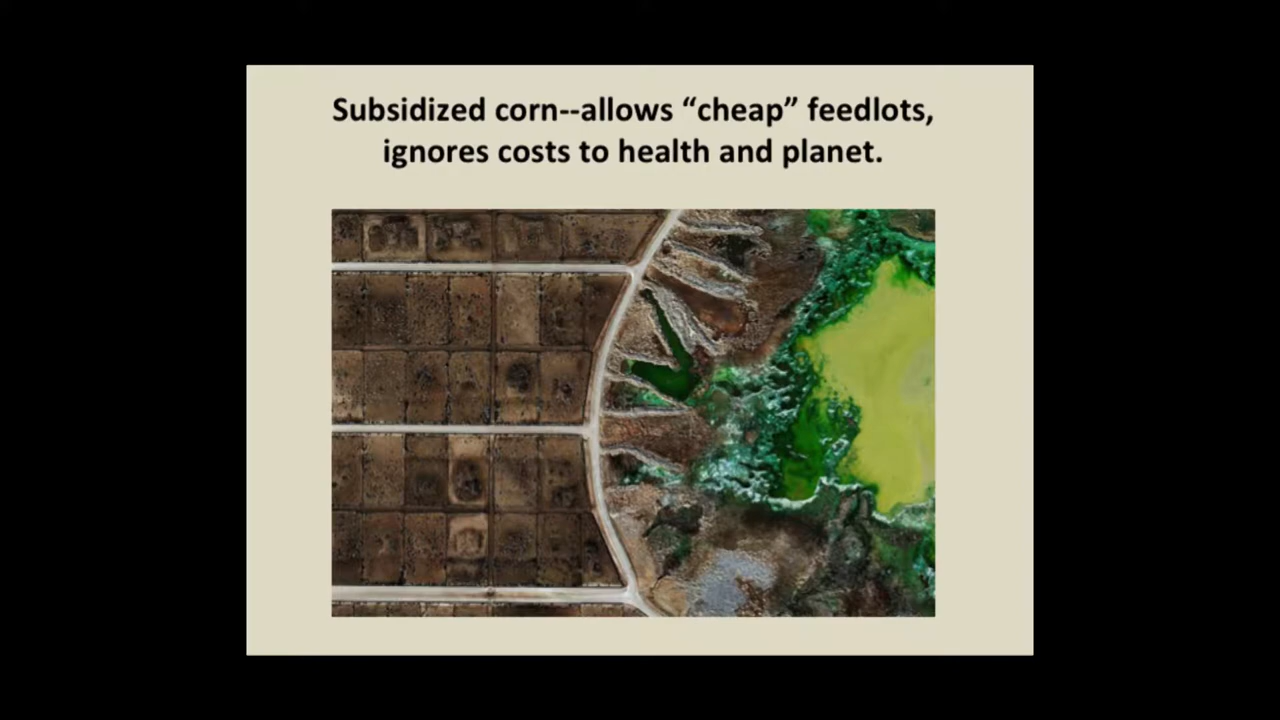 Subsidized corn--allows “cheap” feedlots,
ignores costs to health and planet.